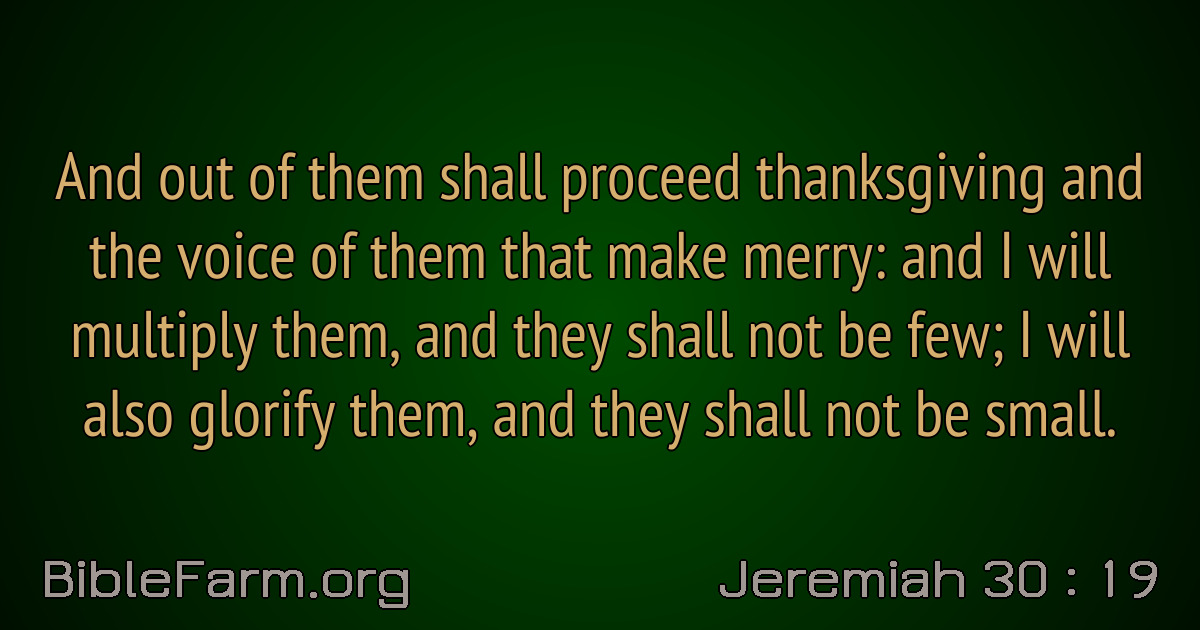 And out of them shall proceed thanksgiving and
the voice of them that make merry: and I will
multiply them, and they shall not be few; I will
also glorify them, and they shall not be small.
BibleFarm.org
Jeremiah 30 : 19